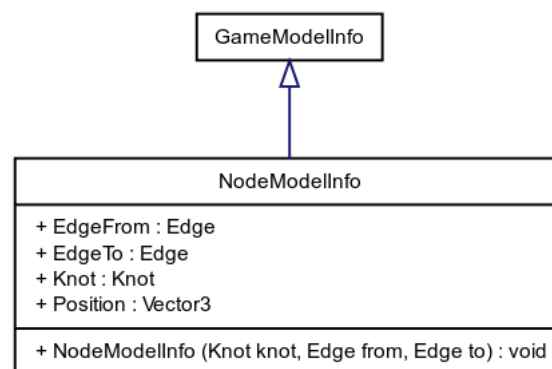 GameModelInfo
NodeModelInfo
+ EdgeFrom : Edge
+ EdgeTo : Edge
+ Knot : Knot
+ Position : Vector3
+ NodeModelInfo (Knot knot, Edge from, Edge to) : void